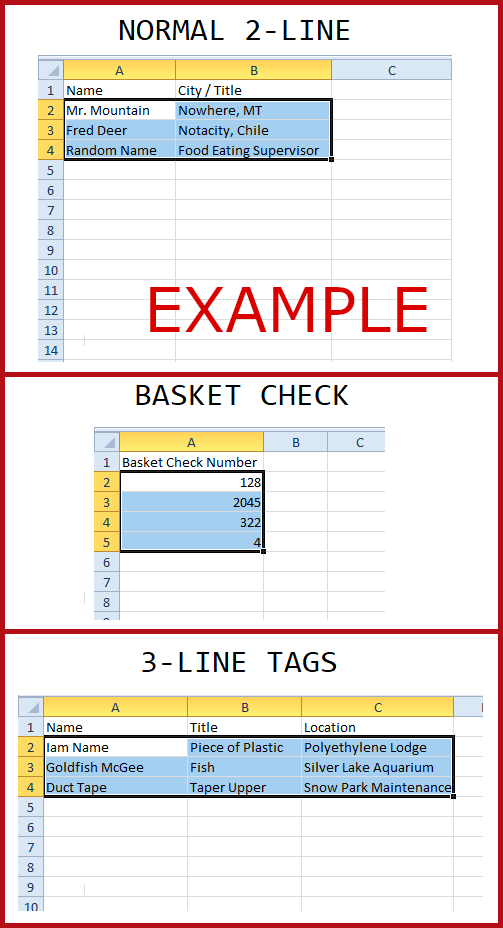 NORMAL 2-LINE
A B C
1 Name City / Title
2 Mr. Mountain Nowhere, MT
3 Fred Deer Notacity, Chile
4 Random Name Food Eating Supervisor
5
6
7
8
9
10
11
12
13
14
EXAMPLE
BASKET CHECK
A B C
1 Basket Check Number
2 128
3 2045
4 322
5 4
6
7
8
3-LINE TAGS
A B C
1 Name Title Location
2 Iam Name Piece of Plastic Polyethylene Lodge
3 Goldfish McGee Fish Silver Lake Aquarium
4 Duct Tape Taper Upper Snow Park Maintenance
5
6
7
8
9
10